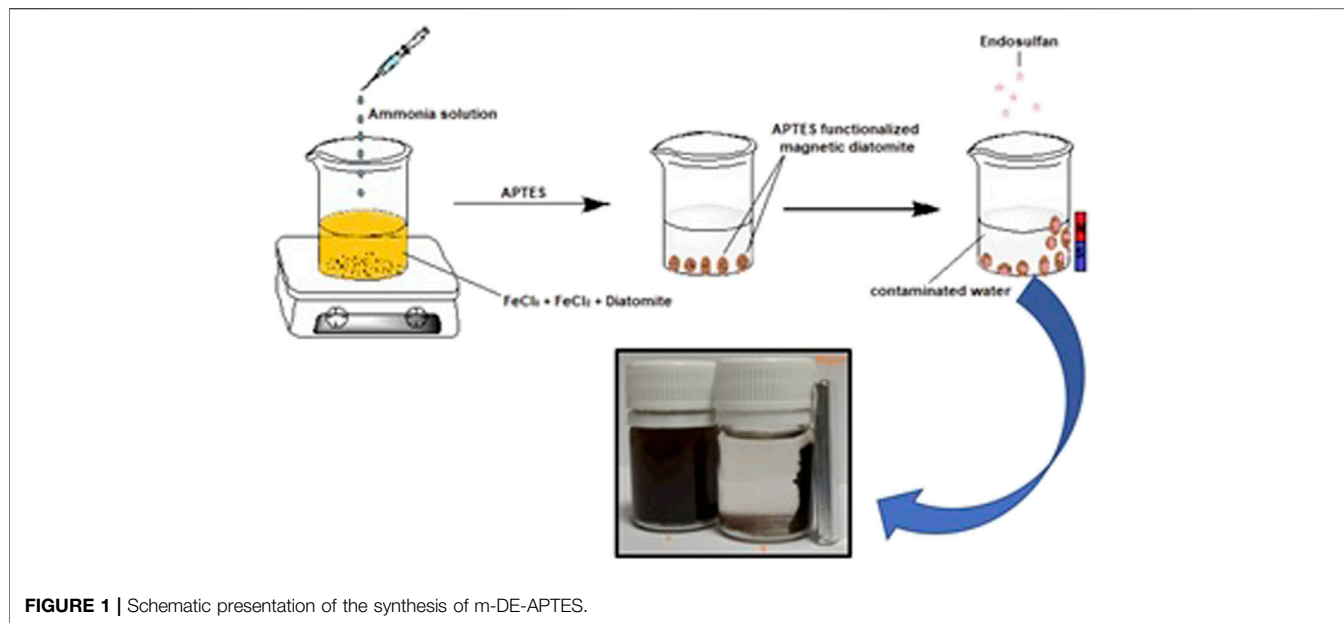 Endosulfan
Ammonia solution
APTES functionalized
magnetic diatomite
APTES
contaminated water
FeCl₃ + FeCl₂ + Diatomite
FIGURE 1 | Schematic presentation of the synthesis of m-DE-APTES.